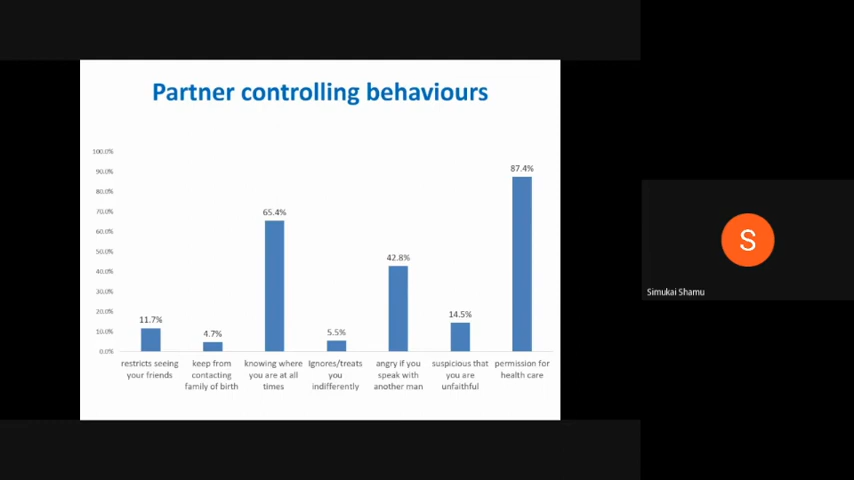 Partner controlling behaviours
100.0%
90.0%
80.0%
70.0%
60.0%
50.0%
40.0%
30.0%
20.0%
10.0%
0.0%
11.7%
4.7%
65.4%
5.5%
42.8%
14.5%
87.4%
restricts seeing
your friends
keep from
contacting
family of birth
knowing where
you are at all
times
Ignores/treats
you
indifferently
angry if you
speak with
another man
suspicious that
you are
unfaithful
permission for
health care
S
Simukai Shamu